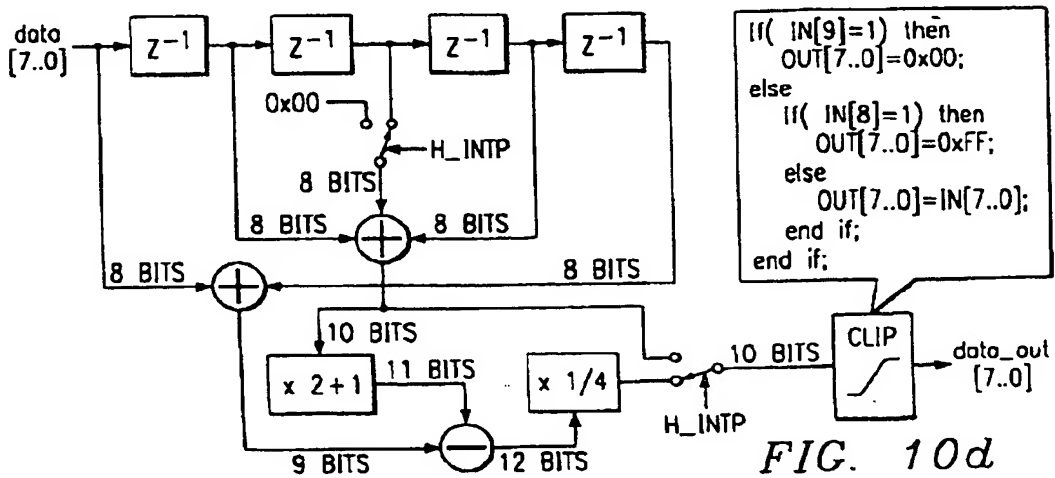 data
[7..0]
Z⁻¹
Z⁻¹
Z⁻¹
Z⁻¹
0x00
H_INTP
8 BITS
8 BITS
8 BITS
8 BITS
8 BITS
10 BITS
x 2+1
11 BITS
x 1/4
9 BITS
12 BITS
H_INTP
10 BITS
CLIP
data_out
[7..0]
If( IN[9]=1) then
OUT[7..0]=0x00;
else
If( IN[8]=1) then
OUT[7..0]=0xFF;
else
OUT[7..0]=IN[7..0];
end if;
end if;
FIG. 10d